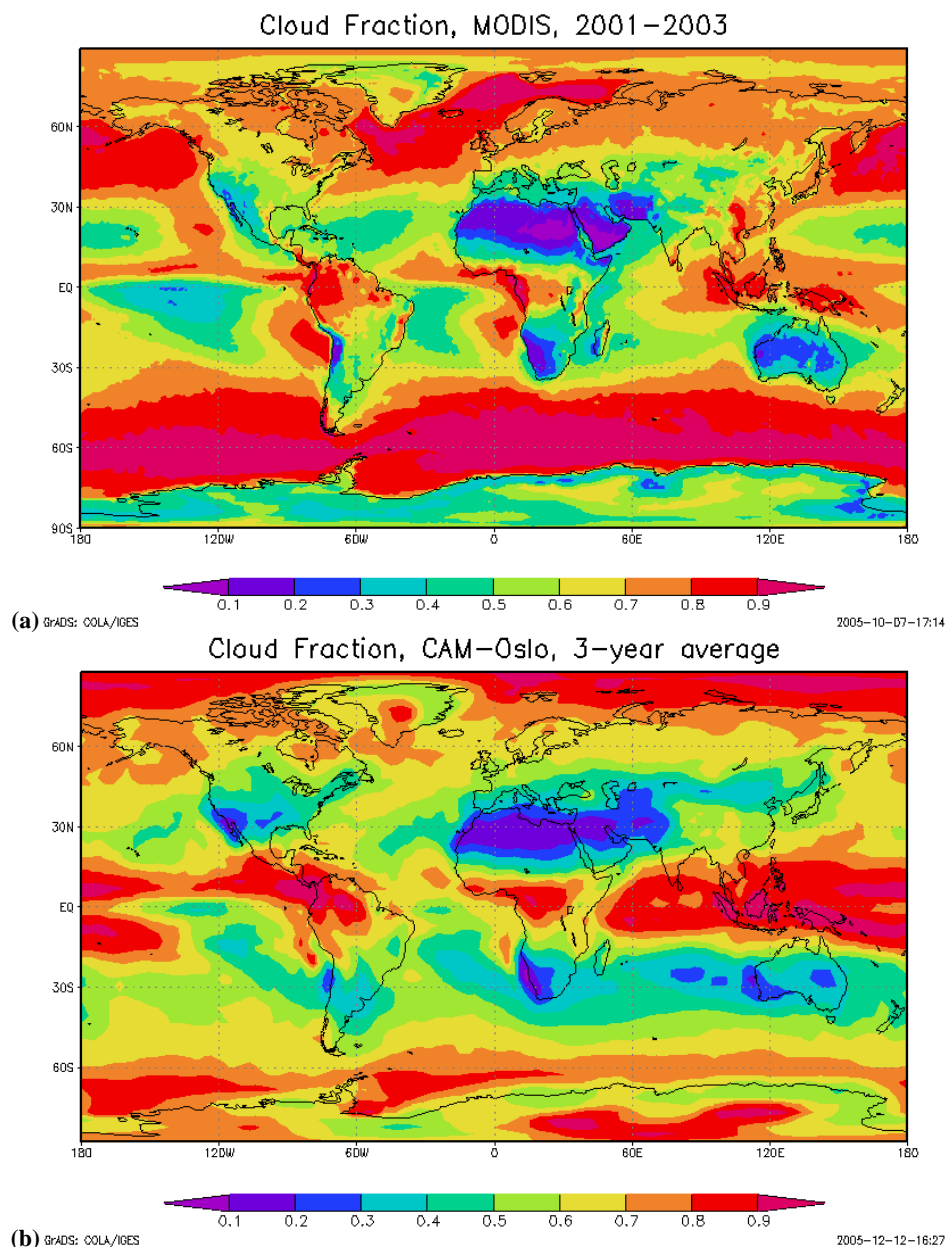 Cloud Fraction, MODIS, 2001-2003
60N
30N
EQ
30S
60S
90S
180 120W 60W 0 60E 120E 180
0.1 0.2 0.3 0.4 0.5 0.6 0.7 0.8 0.9
(a) GrADS: COLA/IGES 2005-10-07-17:14
Cloud Fraction, CAM-Oslo, 3-year average
60N
30N
EQ
30S
60S
180 120W 60W 0 60E 120E 180
0.1 0.2 0.3 0.4 0.5 0.6 0.7 0.8 0.9
(b) GrADS: COLA/IGES 2005-12-12-16:27